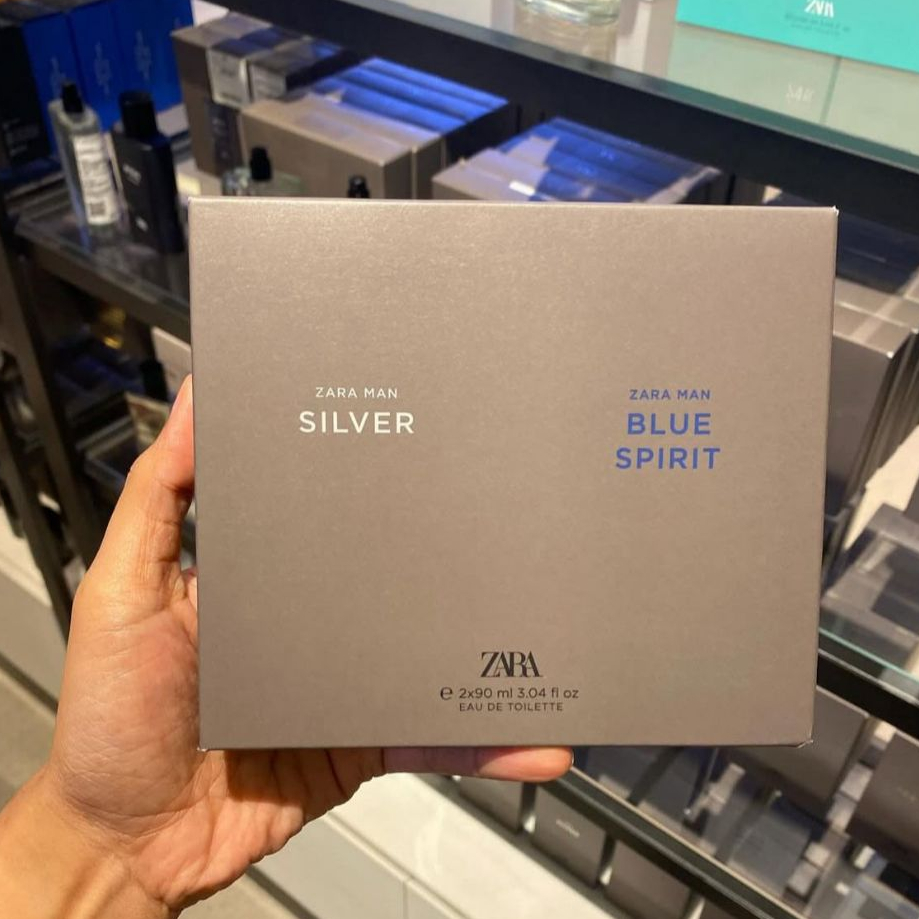 ZARA MAN
SILVER
ZARA MAN
BLUE
SPIRIT
ZARA
e 2x90 ml 3.04 fl oz
EAU DE TOILETTE